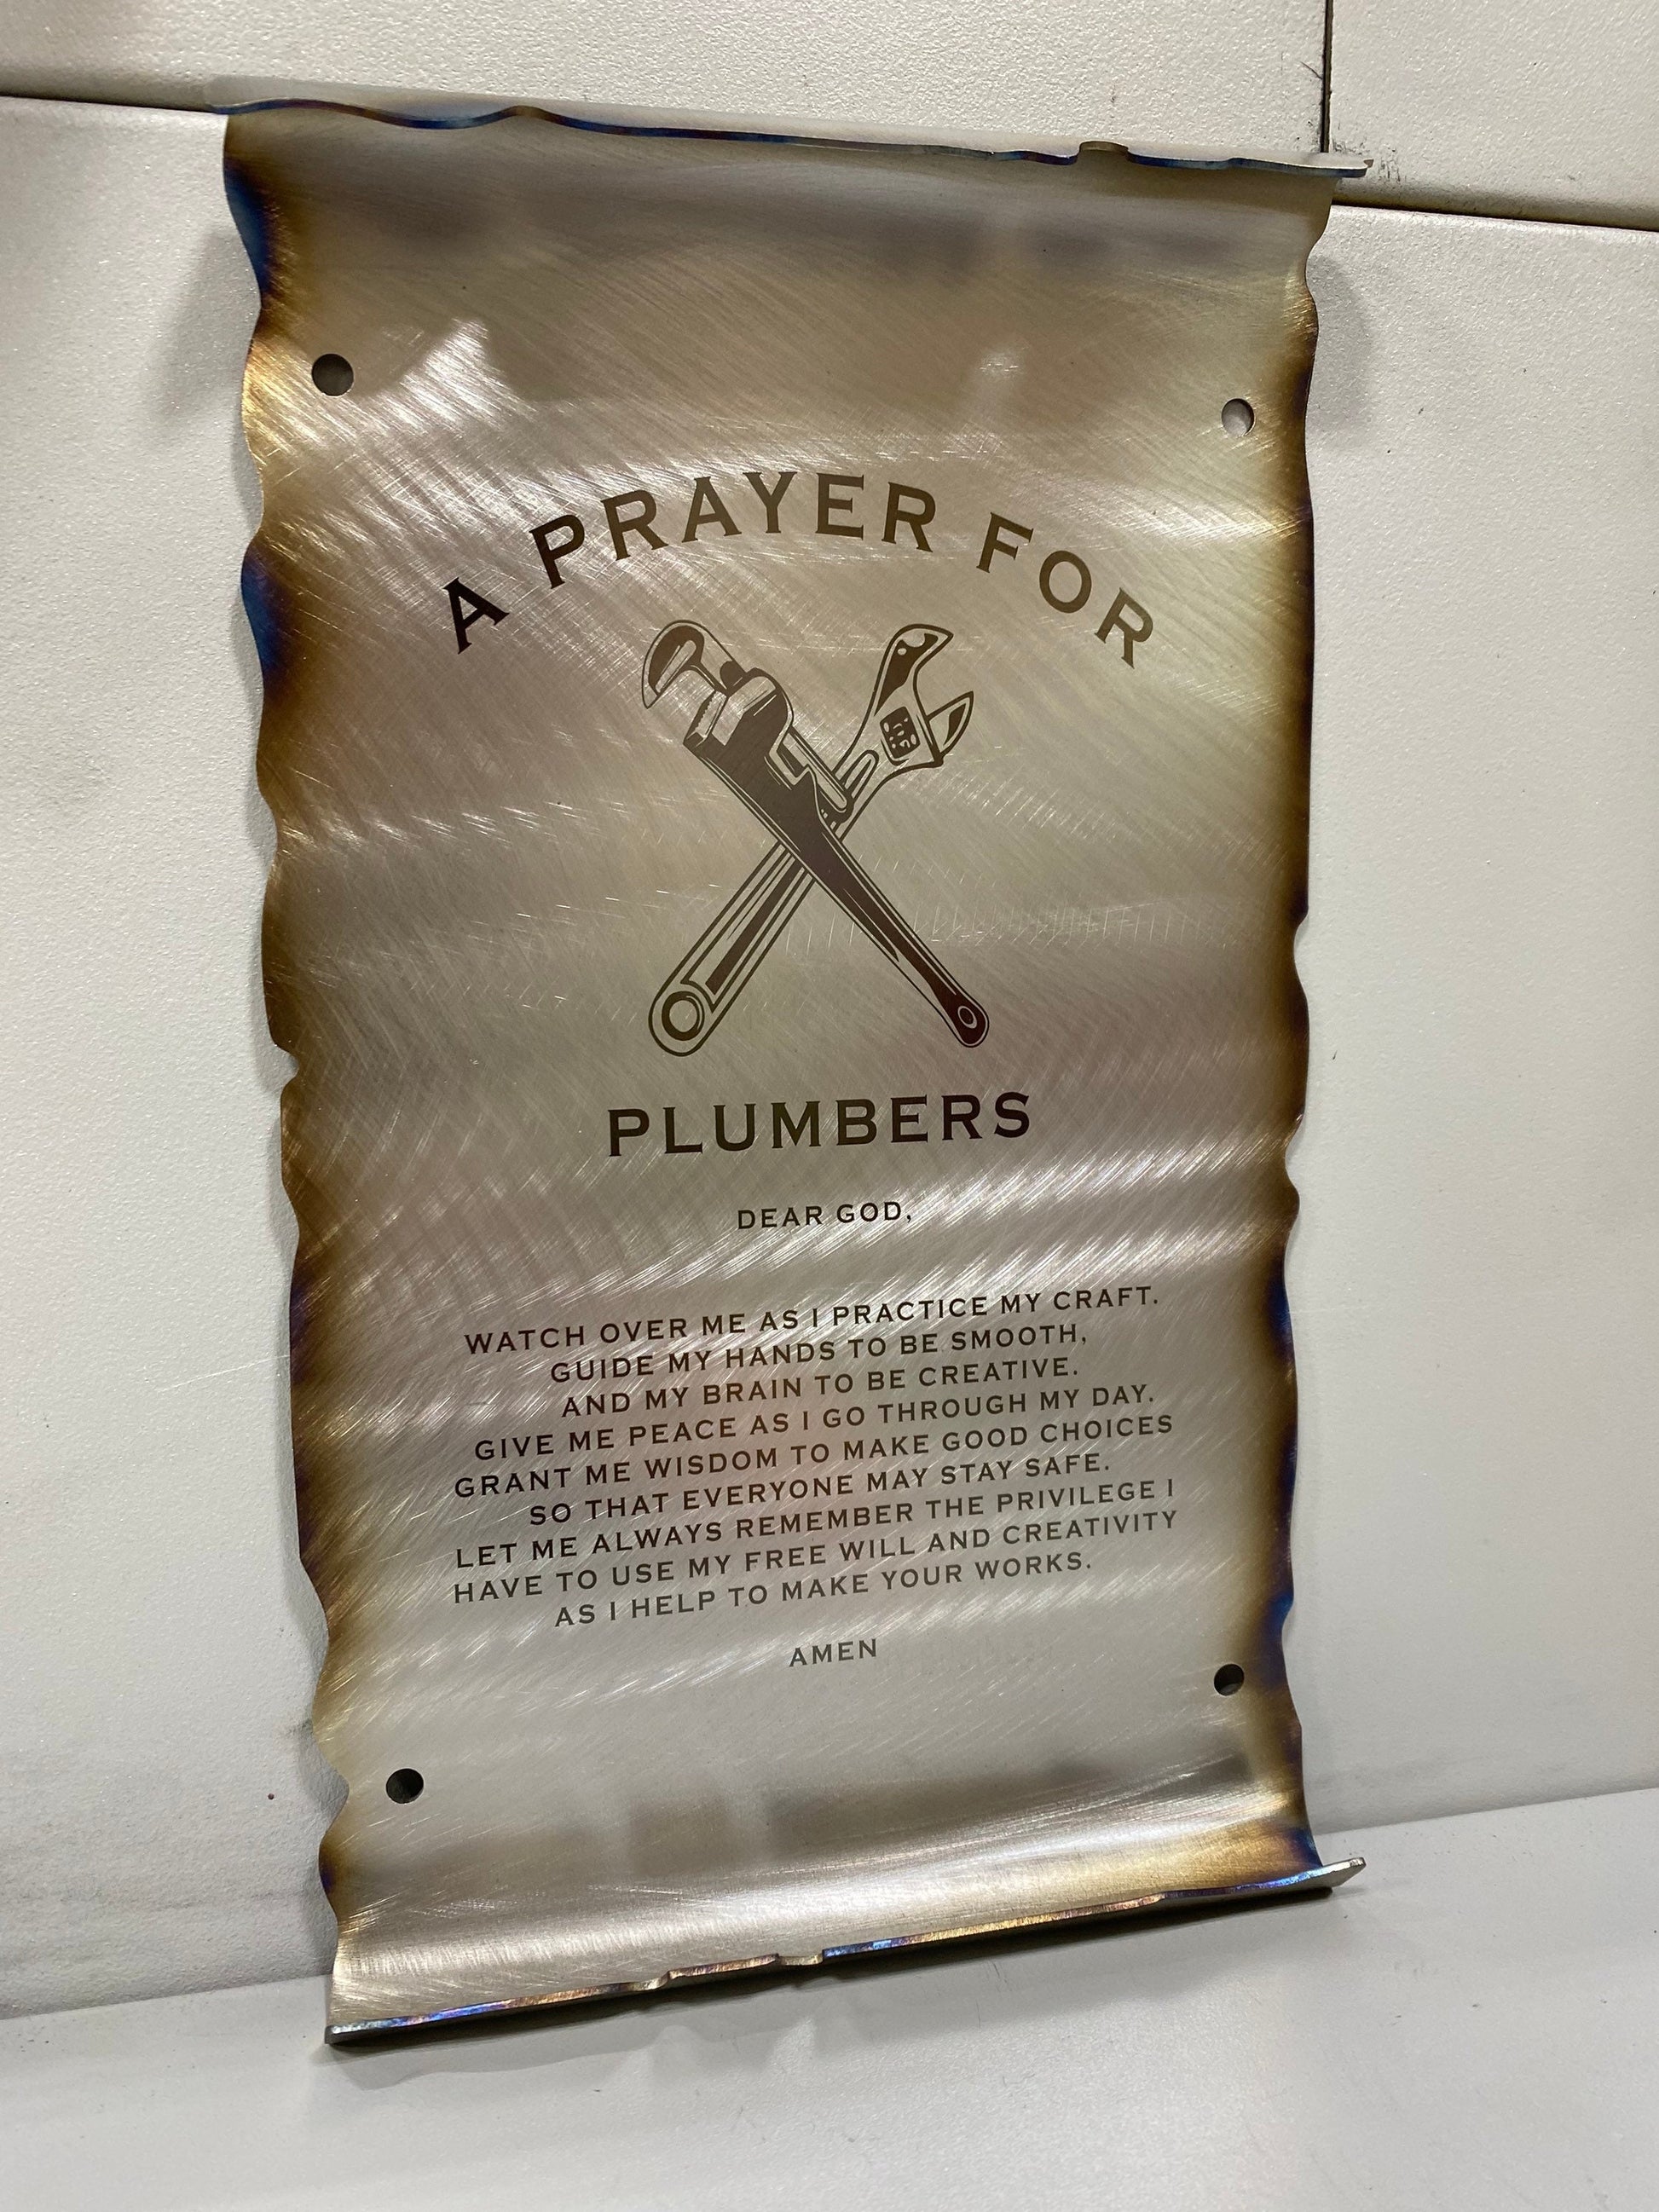 A PRAYER FOR
PLUMBERS
DEAR GOD,
WATCH OVER ME AS I PRACTICE MY CRAFT.
GUIDE MY HANDS TO BE SMOOTH,
AND MY BRAIN TO BE CREATIVE.
GIVE ME PEACE AS I GO THROUGH MY DAY.
GRANT ME WISDOM TO MAKE GOOD CHOICES
SO THAT EVERYONE MAY STAY SAFE.
LET ME ALWAYS REMEMBER THE PRIVILEGE I
HAVE TO USE MY FREE WILL AND CREATIVITY
AS I HELP TO MAKE YOUR WORKS.
AMEN